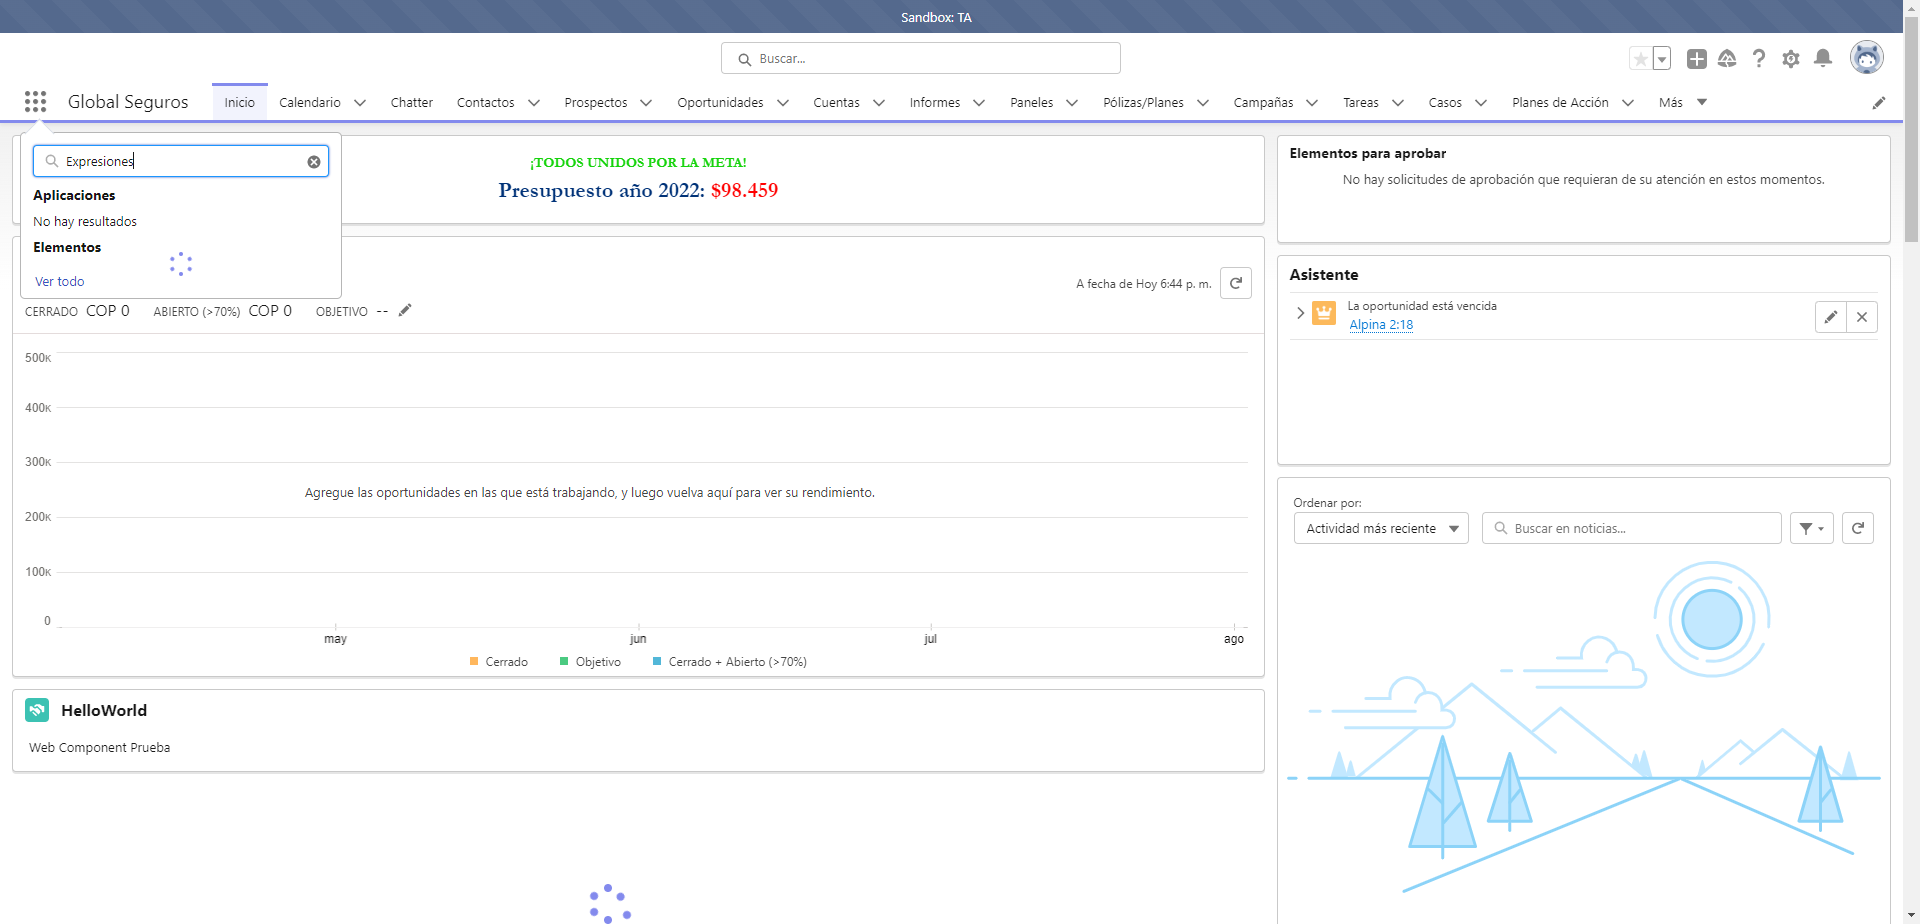 Sandbox: TA
Buscar...
Global Seguros
Inicio
Calendario
Chatter
Contactos
Prospectos
Oportunidades
Cuentas
Informes
Paneles
Pólizas/Planes
Campañas
Tareas
Casos
Planes de Acción
Más
Expresiones
Aplicaciones
No hay resultados
Elementos
Ver todo
¡TODOS UNIDOS POR LA META!
Presupuesto año 2022: $98.459
A fecha de Hoy 6:44 p. m.
CERRADO COP 0 ABIERTO (>70%) COP 0 OBJETIVO --
500K
400K
300K
200K
100K
0
Agregue las oportunidades en las que está trabajando, y luego vuelva aquí para ver su rendimiento.
may
jun
jul
ago
Cerrado
Objetivo
Cerrado + Abierto (>70%)
HelloWorld
Web Component Prueba
Elementos para aprobar
No hay solicitudes de aprobación que requieran de su atención en estos momentos.
Asistente
La oportunidad está vencida
Alpina 2:18
Ordenar por:
Actividad más reciente
Buscar en noticias...